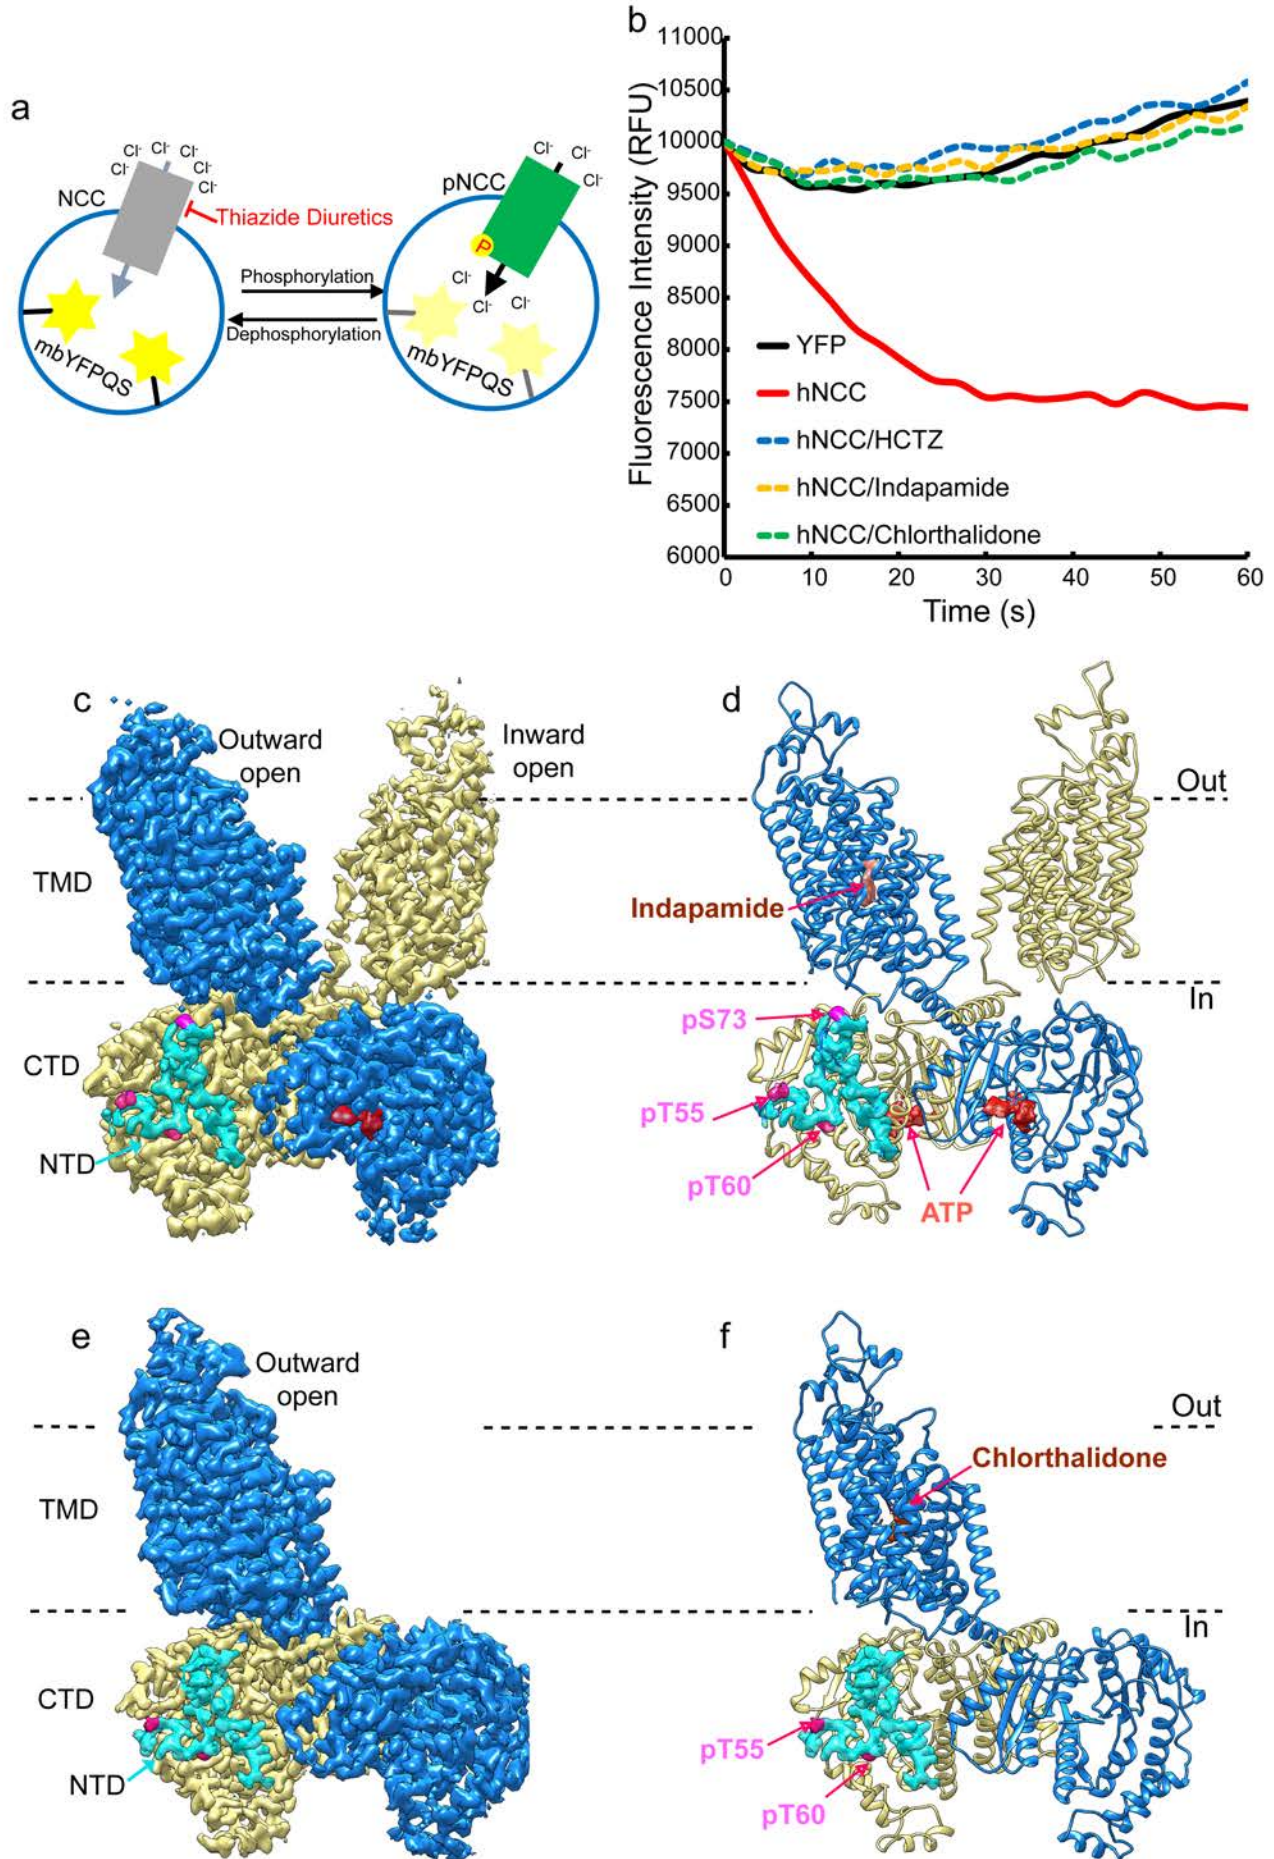 a
Cl-
Cl-
Cl-
Cl-
Cl-
Cl-
NCC
Thiazide Diuretics
mbYFPQS
Phosphorylation
Dephosphorylation
Cl-
Cl-
Cl-
pNCC
P
Cl-
Cl-
Cl-
mbYFPQS
b
Fluorescence Intensity (RFU)
11000
10500
10000
9500
9000
8500
8000
7500
7000
6500
6000
YFP
hNCC
hNCC/HCTZ
hNCC/Indapamide
hNCC/Chlorthalidone
0 10 20 30 40 50 60
Time (s)
c
Outward
open
Inward
open
TMD
CTD
NTD
d
Out
Indapamide
In
pS73
pT55
pT60
ATP
e
Outward
open
TMD
CTD
NTD
f
Out
Chlorthalidone
In
pT55
pT60